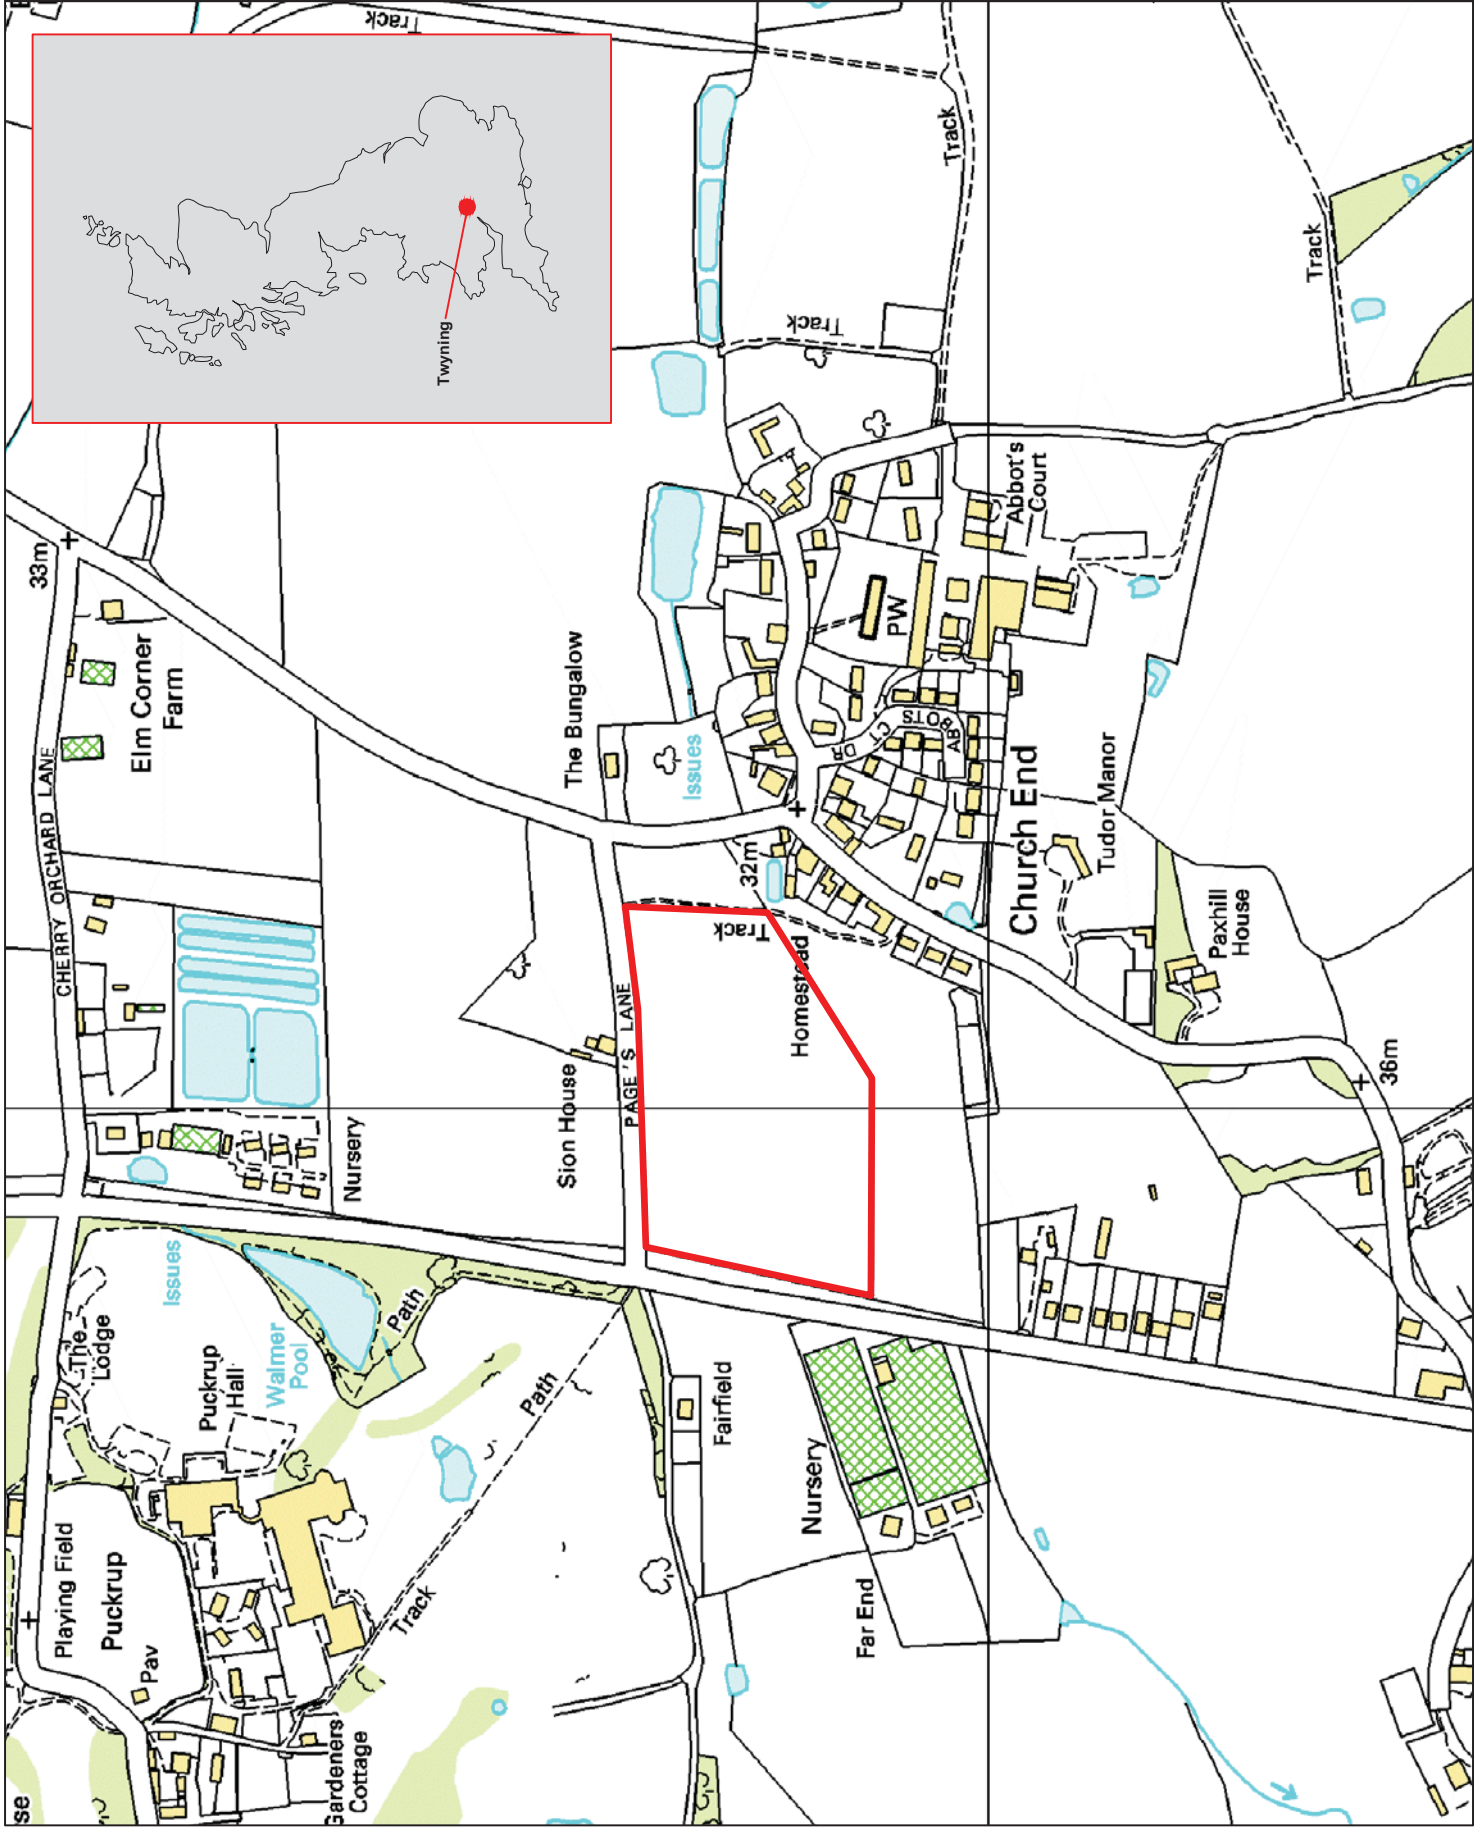 Track
Twyning
Track
Track
Track
33m
CHERRY ORCHARD LANE
Elm Corner
Farm
The Bungalow
Issues
Abbot's
Court
PW
ABBOTS
CT
DR
Church End
Tudor Manor
32m
Track
Homestead
PAGE'S LANE
Sion House
Paxhill
House
36m
Nursery
Issues
Walmer
Pool
Path
The
Lodge
Puckrup
Hall
Path
Fairfield
Nursery
Far End
Playing Field
Puckrup
Pav
Track
Gardeners
Cottage
se